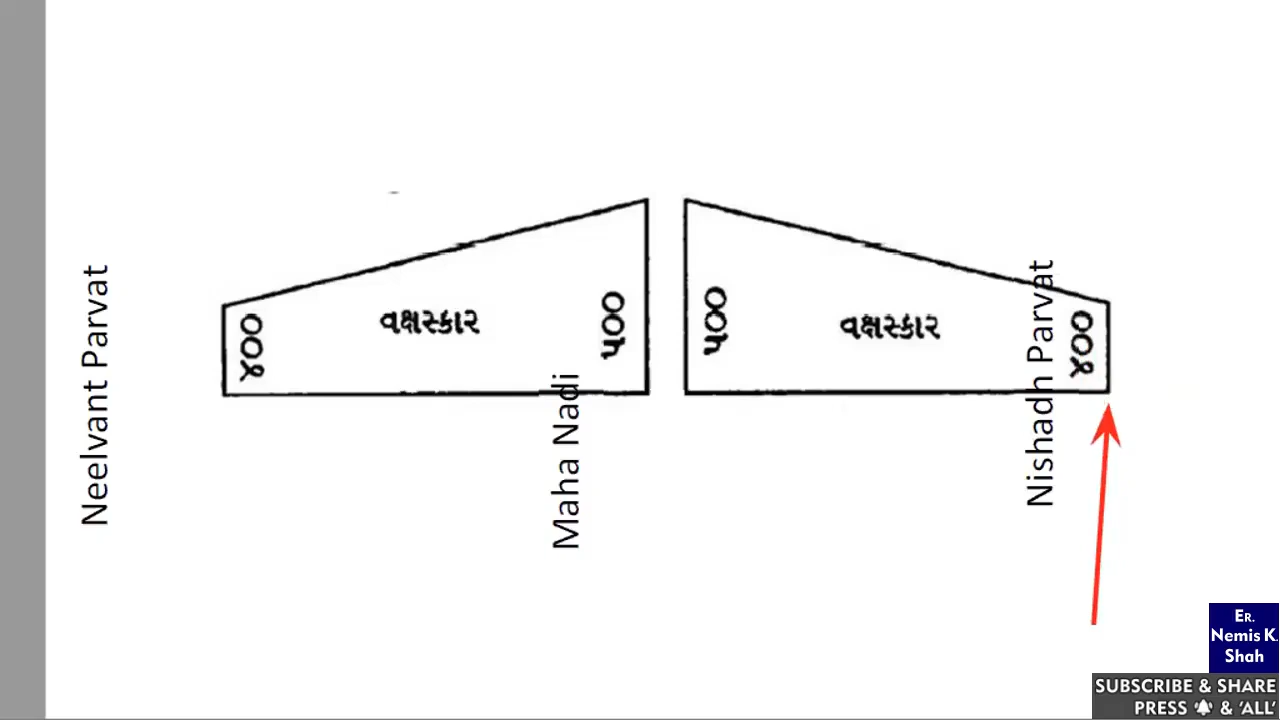 Neelvant Parvat
૪૦૦
વક્ષસ્કાર
૫૦૦
Maha Nadi
૫૦૦
વક્ષસ્કાર
Nishadh Parvat
૪૦૦
ER.
Nemis K.
Shah
SUBSCRIBE & SHARE
PRESS 🔔 & ‘ALL’